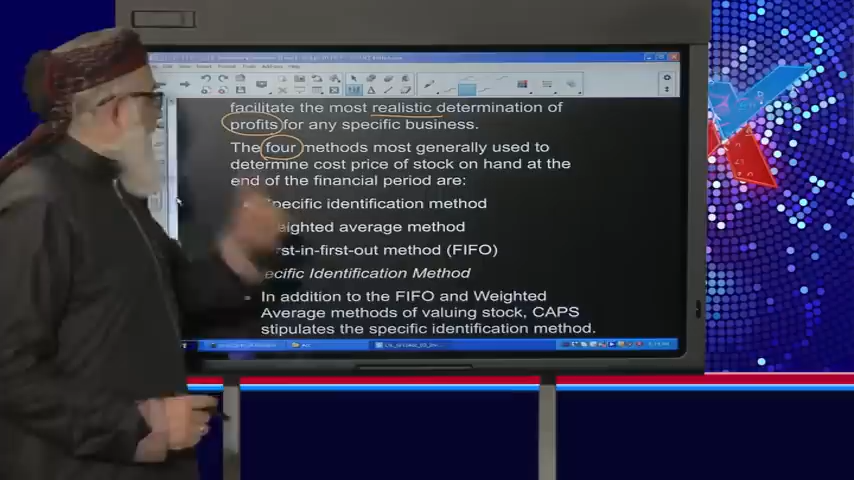 facilitate the most realistic determination of
profits for any specific business.
The four methods most generally used to
determine cost price of stock on hand at the
end of the financial period are:
Specific identification method
eighted average method
rst-in-first-out method (FIFO)
ecific Identification Method
In addition to the FIFO and Weighted
Average methods of valuing stock, CAPS
stipulates the specific identification method.